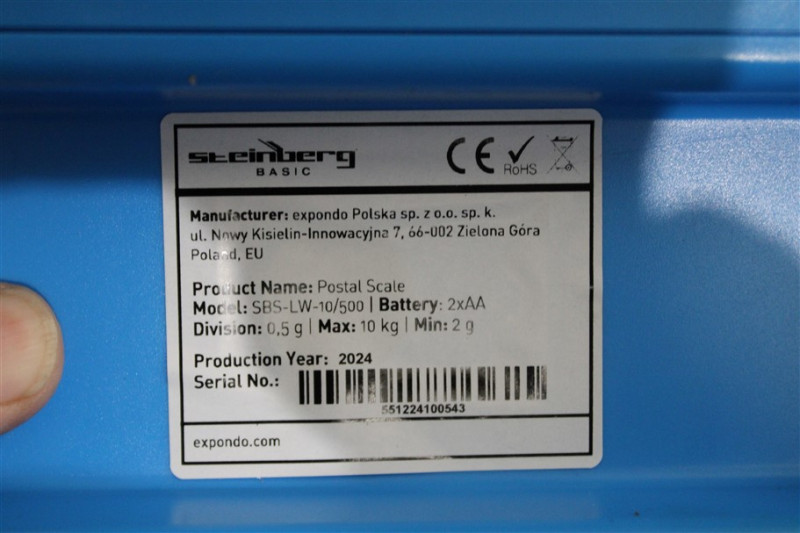 steinberg
BASIC
CE
RoHS
Manufacturer: expondo Polska sp. z o.o. sp. k.
ul. Nowy Kisielin-Innowacyjna 7, 66-002 Zielona Góra
Poland, EU
Product Name: Postal Scale
Model: SBS-LW-10/500 | Battery: 2xAA
Division: 0,5 g | Max: 10 kg | Min: 2 g
Production Year: 2024
Serial No.:
551224100543
expondo.com